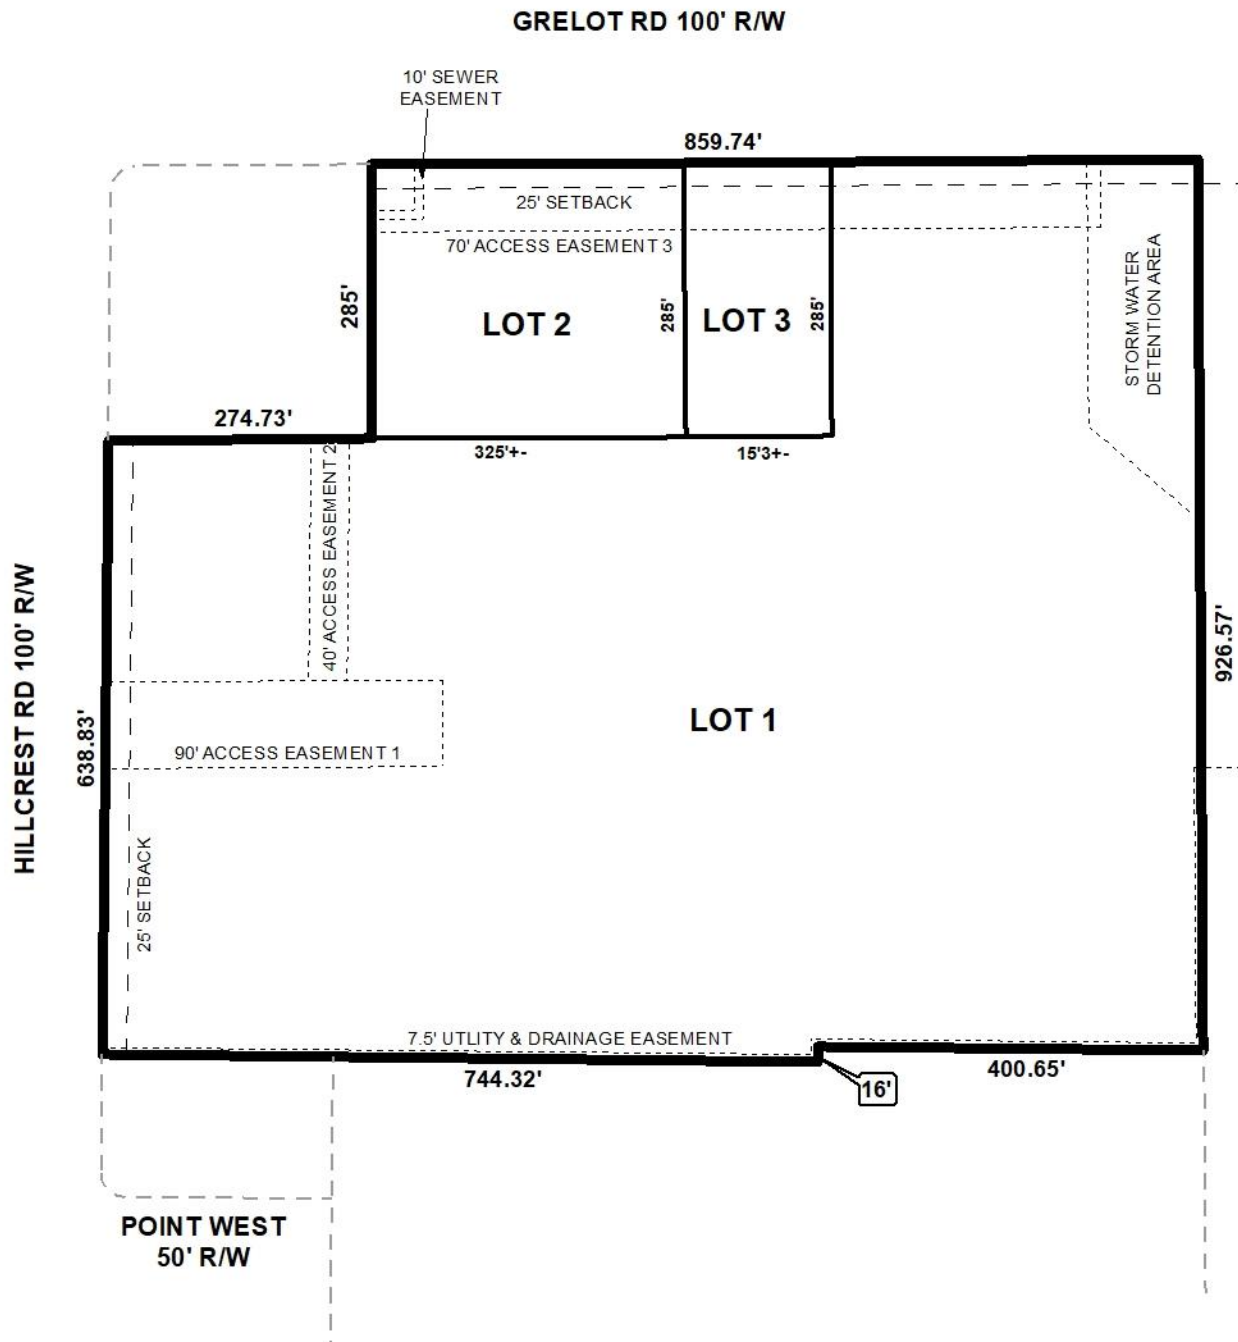 GRELOT RD 100' R/W
10' SEWER
EASEMENT
859.74'
25' SETBACK
70' ACCESS EASEMENT 3
STORM WATER
DETENTION AREA
285'
LOT 2
285'
LOT 3
285'
274.73'
325'+-
15'3+-
40' ACCESS EASEMENT 2
HILLCREST RD 100' R/W
926.57'
638.83'
LOT 1
90' ACCESS EASEMENT 1
25' SETBACK
7.5' UTLITY & DRAINAGE EASEMENT
744.32'
16'
400.65'
POINT WEST
50' R/W